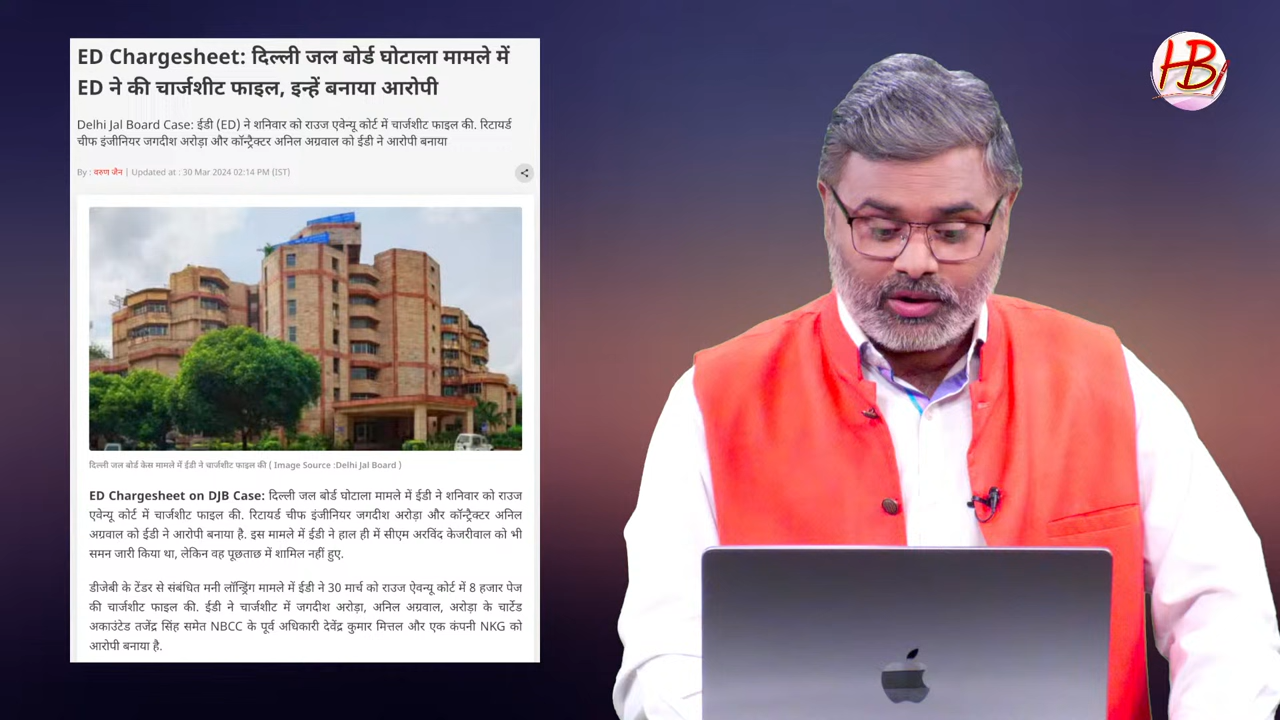 ED Chargesheet: दिल्ली जल बोर्ड घोटाला मामले में
ED ने की चार्जशीट फाइल, इन्हें बनाया आरोपी
Delhi Jal Board Case: ईडी (ED) ने शनिवार को राउज एवेन्यू कोर्ट में चार्जशीट फाइल की. रिटायर्ड
चीफ इंजीनियर जगदीश अरोड़ा और कॉन्ट्रैक्टर अनिल अग्रवाल को ईडी ने आरोपी बनाया
By : वरुण जैन | Updated at : 30 Mar 2024 02:14 PM (IST)
दिल्ली जल बोर्ड केस मामले में ईडी ने चार्जशीट फाइल की ( Image Source :Delhi Jal Board )
ED Chargesheet on DJB Case: दिल्ली जल बोर्ड घोटाला मामले में ईडी ने शनिवार को राउज
एवेन्यू कोर्ट में चार्जशीट फाइल की. रिटायर्ड चीफ इंजीनियर जगदीश अरोड़ा और कॉन्ट्रैक्टर अनिल
अग्रवाल को ईडी ने आरोपी बनाया है. इस मामले में ईडी ने हाल ही में सीएम अरविंद केजरीवाल को भी
समन जारी किया था, लेकिन वह पूछताछ में शामिल नहीं हुए.
डीजेबी के टेंडर से संबंधित मनी लॉन्ड्रिंग मामले में ईडी ने 30 मार्च को राउज ऐवन्यू कोर्ट में 8 हजार पेज
की चार्जशीट फाइल की. ईडी ने चार्जशीट में जगदीश अरोड़ा, अनिल अग्रवाल, अरोड़ा के चार्टेड
अकाउंटेड तजेंद्र सिंह समेत NBCC के पूर्व अधिकारी देवेंद्र कुमार मित्तल और एक कंपनी NKG को
आरोपी बनाया है.
HBI